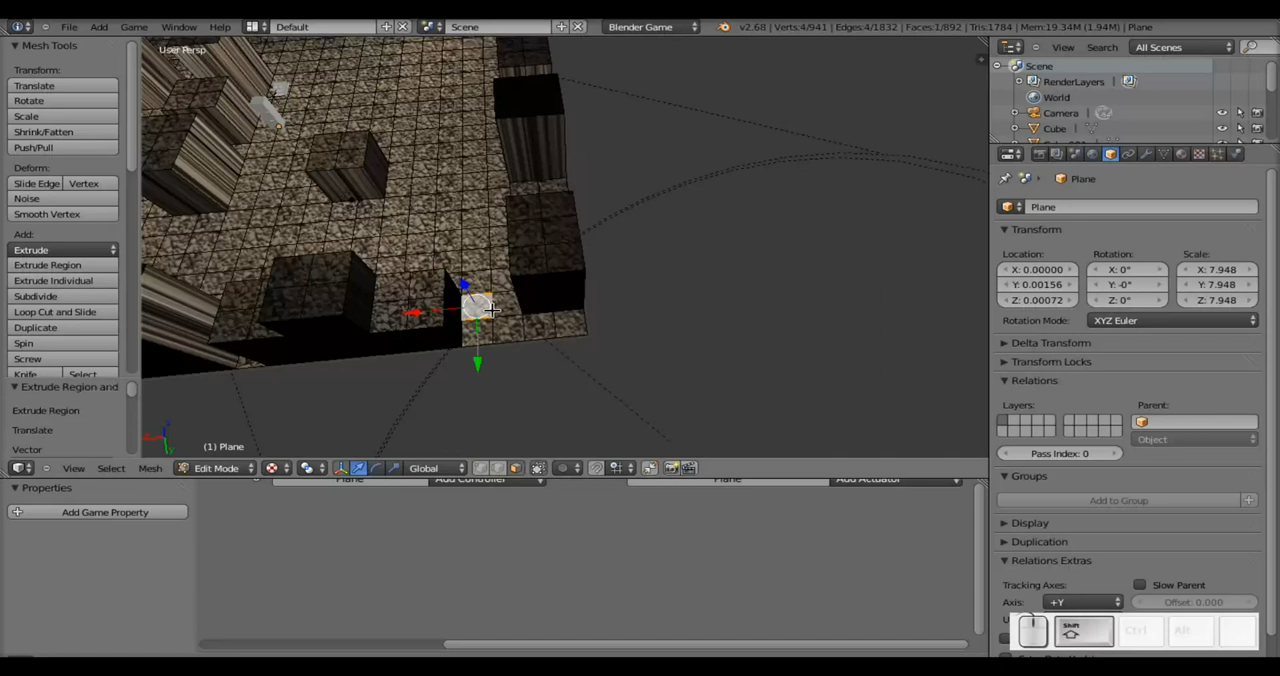 File Add Game Window Help Default Scene Blender Game v2.68 | Verts:4/941 | Edges:4/1832 | Faces:1/892 | Tris:1784 | Mem:19.34M (1.94M) | Plane
Mesh Tools
Transform:
Translate
Rotate
Scale
Shrink/Fatten
Push/Pull
Deform:
Slide Edge Vertex
Noise
Smooth Vertex
Add:
Extrude
Extrude Region
Extrude Individual
Subdivide
Loop Cut and Slide
Duplicate
Spin
Screw
Knife Select
Extrude Region and
Extrude Region
Translate
Vector
User Persp
(1) Plane
View Select Mesh Edit Mode Global
Properties
Add Game Property
Plane Add Controller Plane Add Actuator
View Search All Scenes
Scene
RenderLayers
World
Camera
Cube
Plane
Plane
Transform
Location: Rotation: Scale:
X: 0.00000 X: 0° X: 7.948
Y: 0.00156 Y: -0° Y: 7.948
Z: 0.00072 Z: 0° Z: 7.948
Rotation Mode: XYZ Euler
Delta Transform
Transform Locks
Relations
Layers: Parent:
Object
Pass Index: 0
Groups
Add to Group
Display
Duplication
Relations Extras
Tracking Axes: Slow Parent
Axis: +Y Offset: 0.000
Shift Ctrl Alt